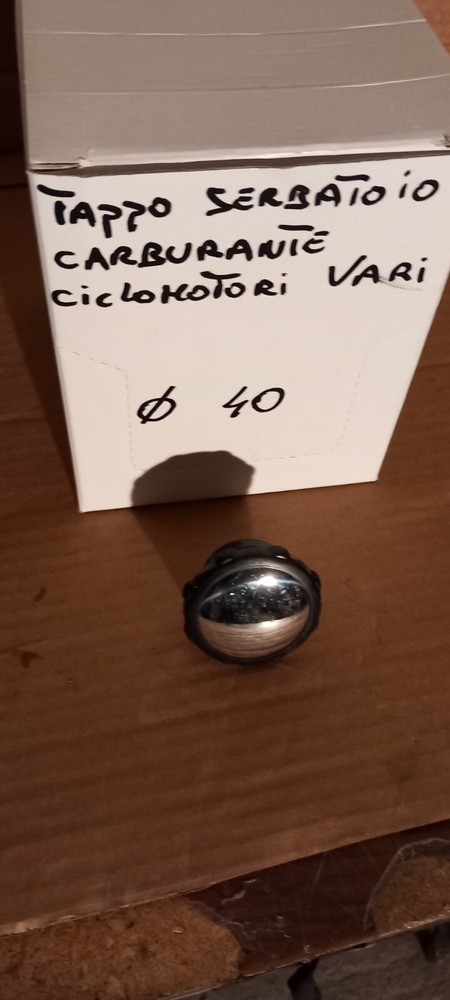 TAPPO SERBATOIO
CARBURANTE
CICLOMOTORI VARI
Ø 40